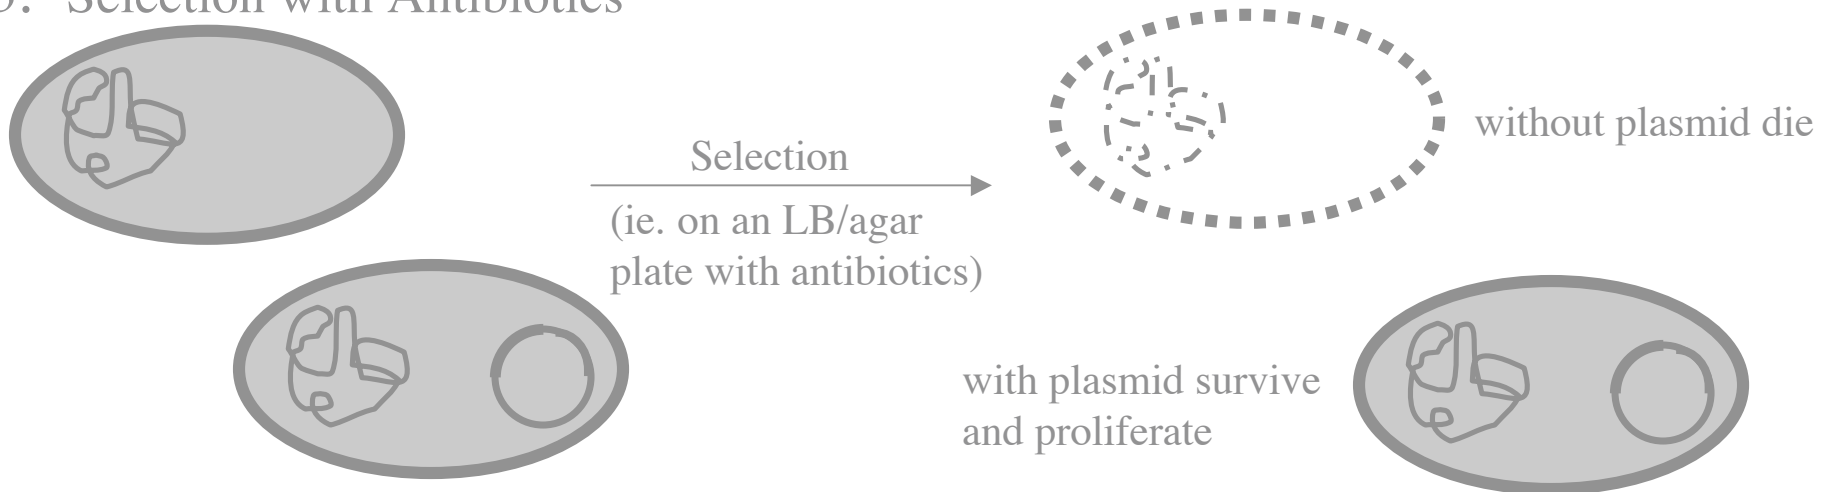 Selection with Antibiotics
without plasmid die
Selection
(ie. on an LB/agar
plate with antibiotics)
with plasmid survive
and proliferate